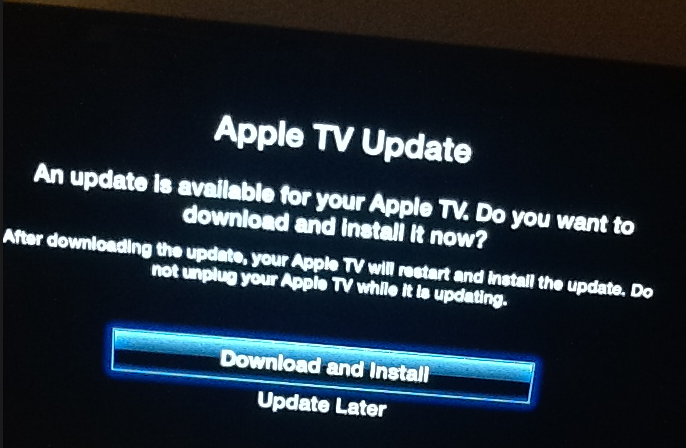 Apple TV Update
An update is available for your Apple TV. Do you want to
download and install it now?
After downloading the update, your Apple TV will restart and install the update. Do
not unplug your Apple TV while it is updating.
Download and Install
Update Later